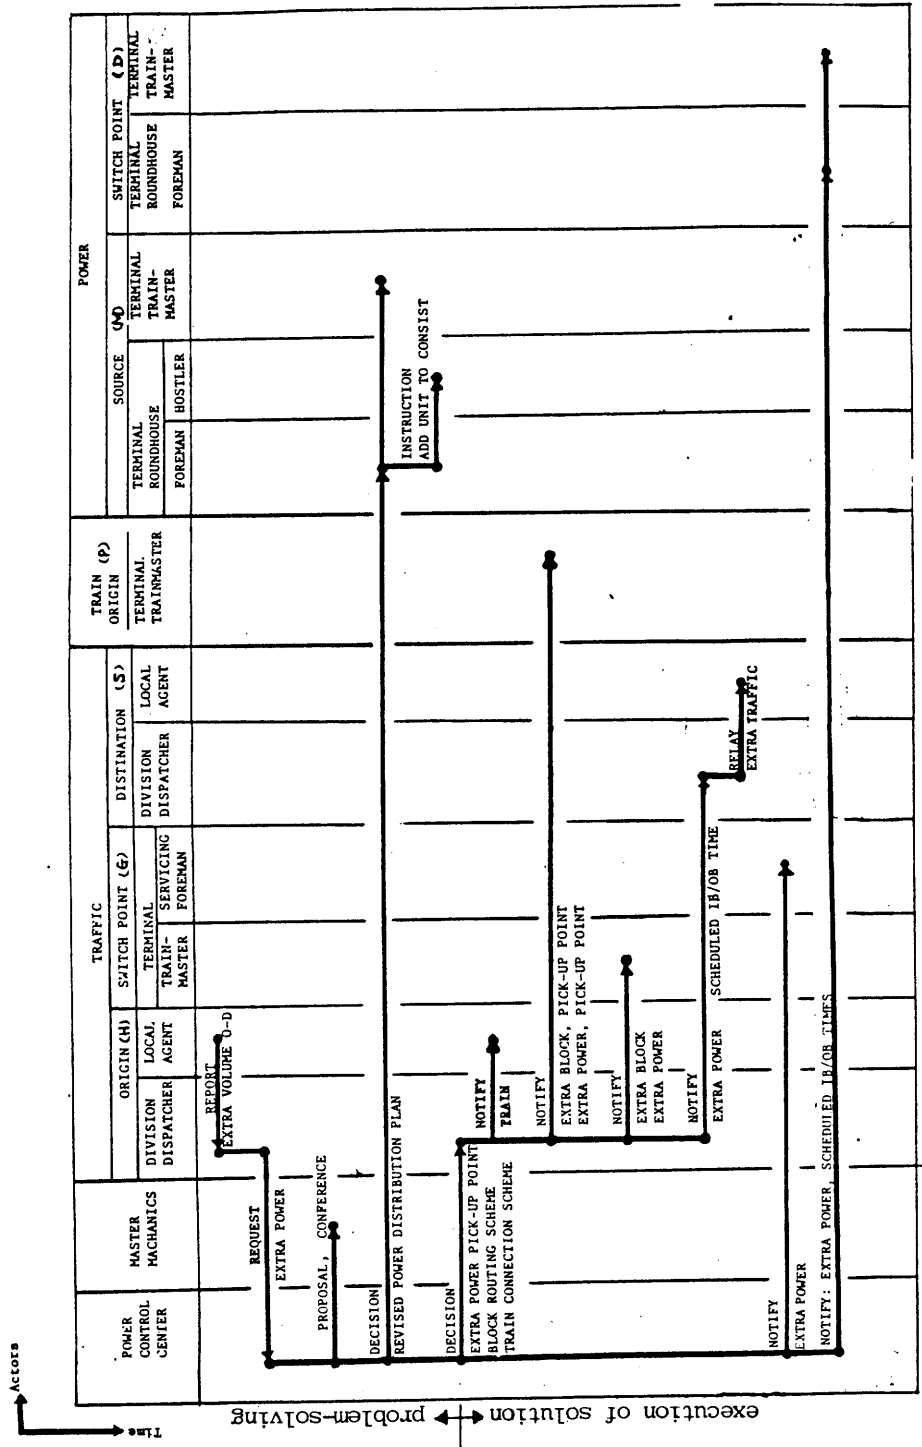 Actors
Time
POWER
CONTROL
CENTER
MASTER
MACHANICS
TRAFFIC
ORIGIN (H)
DIVISION
DISPATCHER
LOCAL
AGENT
SWITCH POINT (G)
TERMINAL
TRAIN-
MASTER
SERVICING
FOREMAN
DISTINATION (S)
DIVISION
DISPATCHER
LOCAL
AGENT
TRAIN (P)
ORIGIN
TERMINAL
TRAINMASTER
POWER
SOURCE (M)
TERMINAL
ROUNDHOUSE
FOREMAN
HOSTLER
TERMINAL
TRAIN-
MASTER
SWITCH POINT (D)
TERMINAL
ROUNDHOUSE
FOREMAN
TERMINAL
TRAIN-
MASTER
REPORT
EXTRA VOLUME O-D
REQUEST
EXTRA POWER
PROPOSAL, CONFERENCE
DECISION
REVISED POWER DISTRIBUTION PLAN
INSTRUCTION
ADD UNIT TO CONSIST
DECISION
EXTRA POWER PICK-UP POINT
BLOCK ROUTING SCHEME
TRAIN CONNECTION SCHEME
NOTIFY
TRAIN
NOTIFY
EXTRA BLOCK, PICK-UP POINT
EXTRA POWER, PICK-UP POINT
NOTIFY
EXTRA BLOCK
EXTRA POWER
NOTIFY
EXTRA POWER SCHEDULED IB/OB TIME
RELAY
EXTRA TRAFFIC
NOTIFY
EXTRA POWER
NOTIFY: EXTRA POWER, SCHEDULED IB/OB TIMES
problem-solving
execution of solution